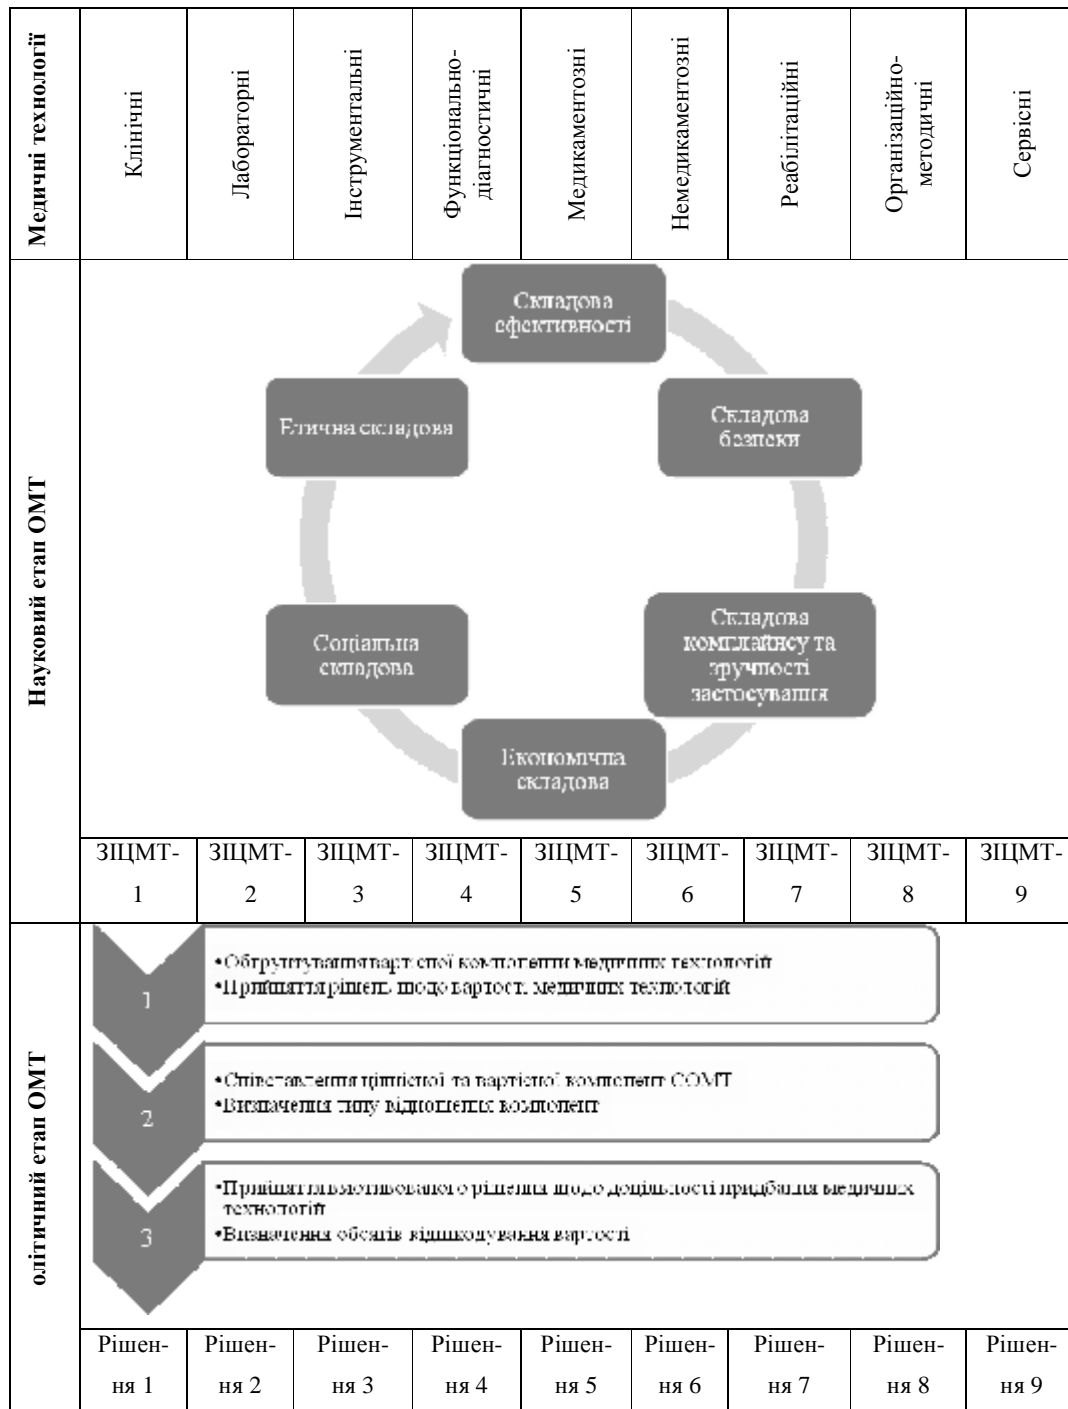 Медичні технології
Клінічні
Лабораторні
Інструментальні
Функціонально-
діагностичні
Медикаментозні
Немедикаментозні
Реабілітаційні
Організаційно-
методичні
Сервісні
Науковий етап ОМТ
Складова
ефективності
Складова
безпеки
Складова
комплайнсу та
зручності
застосування
Економічна
складова
Соціальна
складова
Етична складова
ЗІЦМТ-
1
ЗІЦМТ-
2
ЗІЦМТ-
3
ЗІЦМТ-
4
ЗІЦМТ-
5
ЗІЦМТ-
6
ЗІЦМТ-
7
ЗІЦМТ-
8
ЗІЦМТ-
9
олітичний етап ОМТ
1
•Обґрунтування вартісної компоненти медичних технологій
•Прийняття рішень щодо вартості медичних технологій
2
•Співставлення ціннісної та вартісної компонент СОМТ
•Визначення типу відношення компонент
3
•Прийняття вмотивованого рішення щодо доцільності придбання медичних
технологій
•Визначення обсягів відшкодування вартості
Рішен-
ня 1
Рішен-
ня 2
Рішен-
ня 3
Рішен-
ня 4
Рішен-
ня 5
Рішен-
ня 6
Рішен-
ня 7
Рішен-
ня 8
Рішен-
ня 9